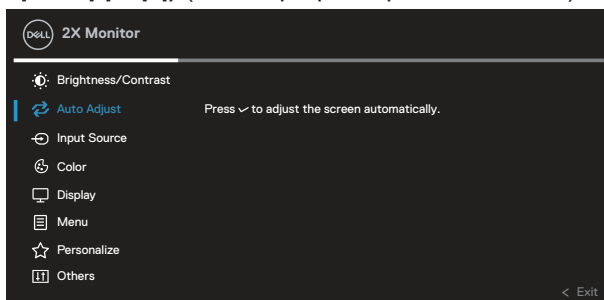 DELL 2X Monitor
Brightness/Contrast
Auto Adjust Press ✓ to adjust the screen automatically.
Input Source
Color
Display
Menu
Personalize
Others
< Exit